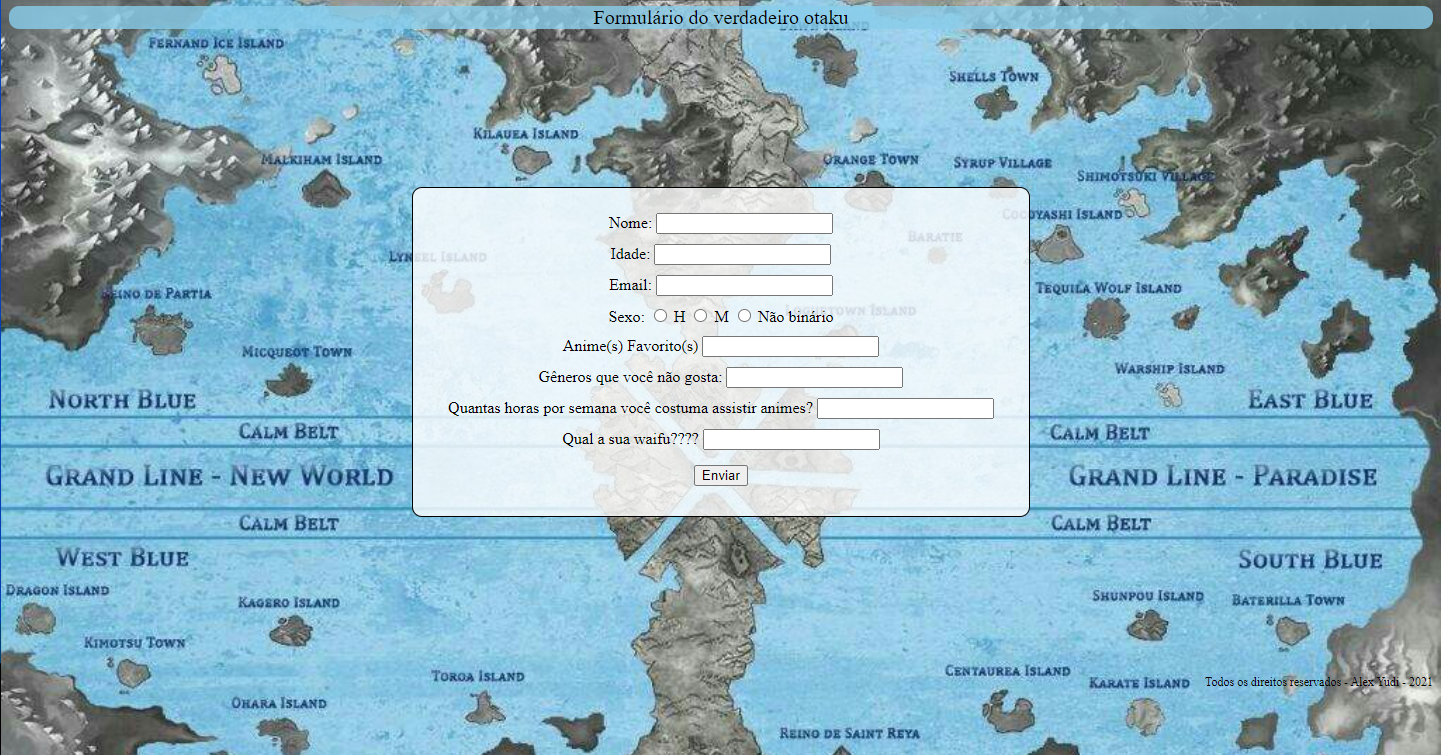 Formulário do verdadeiro otaku
Fernand Ice Island
Shells Town
Kilauea Island
Malkiham Island
Orange Town
Syrup Village
Shimotsuki Village
Cocoyashi Island
Nome:
Baratie
Idade:
Email:
Tequila Wolf Island
Reino de Partia
Sexo: H M Não binário
Anime(s) Favorito(s)
Micqueot Town
Warship Island
Gêneros que você não gosta:
North Blue
East Blue
Quantas horas por semana você costuma assistir animes?
Calm Belt
Calm Belt
Qual a sua waifu????
Grand Line - New World
Enviar
Grand Line - Paradise
Calm Belt
Calm Belt
West Blue
South Blue
Dragon Island
Kagero Island
Shunpou Island
Baterilla Town
Kimotsu Town
Toroa Island
Centaurea Island
Karate Island
Todos os direitos reservados - Alex Yudi - 2021
Ohara Island
Reino de Saint Reya